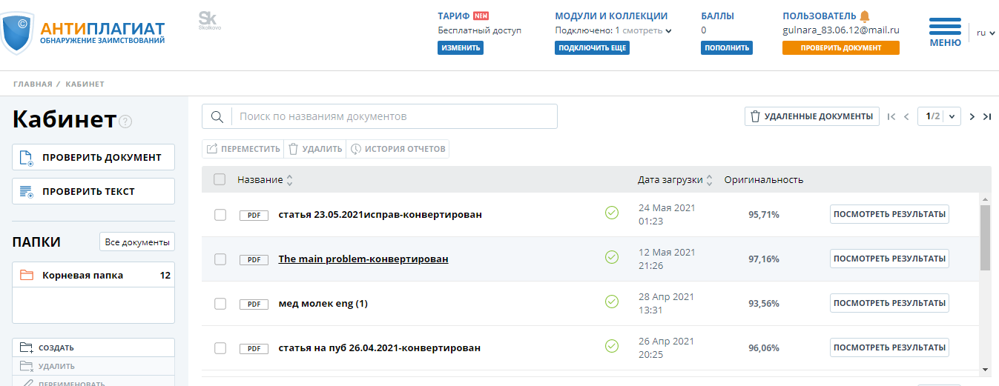 АНТИПЛАГИАТ
ОБНАРУЖЕНИЕ ЗАИМСТВОВАНИЙ
Sk
Skolkovo
ТАРИФ NEW
Бесплатный доступ
ИЗМЕНИТЬ
МОДУЛИ И КОЛЛЕКЦИИ
Подключено: 1 смотреть
ПОДКЛЮЧИТЬ ЕЩЕ
БАЛЛЫ
0
ПОПОЛНИТЬ
ПОЛЬЗОВАТЕЛЬ
gulnara_83.06.12@mail.ru
ПРОВЕРИТЬ ДОКУМЕНТ
МЕНЮ
ru
ГЛАВНАЯ / КАБИНЕТ
Кабинет ?
ПРОВЕРИТЬ ДОКУМЕНТ
ПРОВЕРИТЬ ТЕКСТ
ПАПКИ Все документы
Корневая папка 12
СОЗДАТЬ
УДАЛИТЬ
ПЕРЕИМЕНОВАТЬ
Поиск по названиям документов
УДАЛЕННЫЕ ДОКУМЕНТЫ 1/2
ПЕРЕМЕСТИТЬ УДАЛИТЬ ИСТОРИЯ ОТЧЕТОВ
Название Дата загрузки Оригинальность
PDF статья 23.05.2021исправ-конвертирован 24 Мая 2021 01:23 95,71% ПОСМОТРЕТЬ РЕЗУЛЬТАТЫ
PDF The main problem-конвертирован 12 Мая 2021 21:26 97,16% ПОСМОТРЕТЬ РЕЗУЛЬТАТЫ
PDF мед молек eng (1) 28 Апр 2021 13:31 93,56% ПОСМОТРЕТЬ РЕЗУЛЬТАТЫ
PDF статья на пуб 26.04.2021-конвертирован 26 Апр 2021 20:25 96,06% ПОСМОТРЕТЬ РЕЗУЛЬТАТЫ